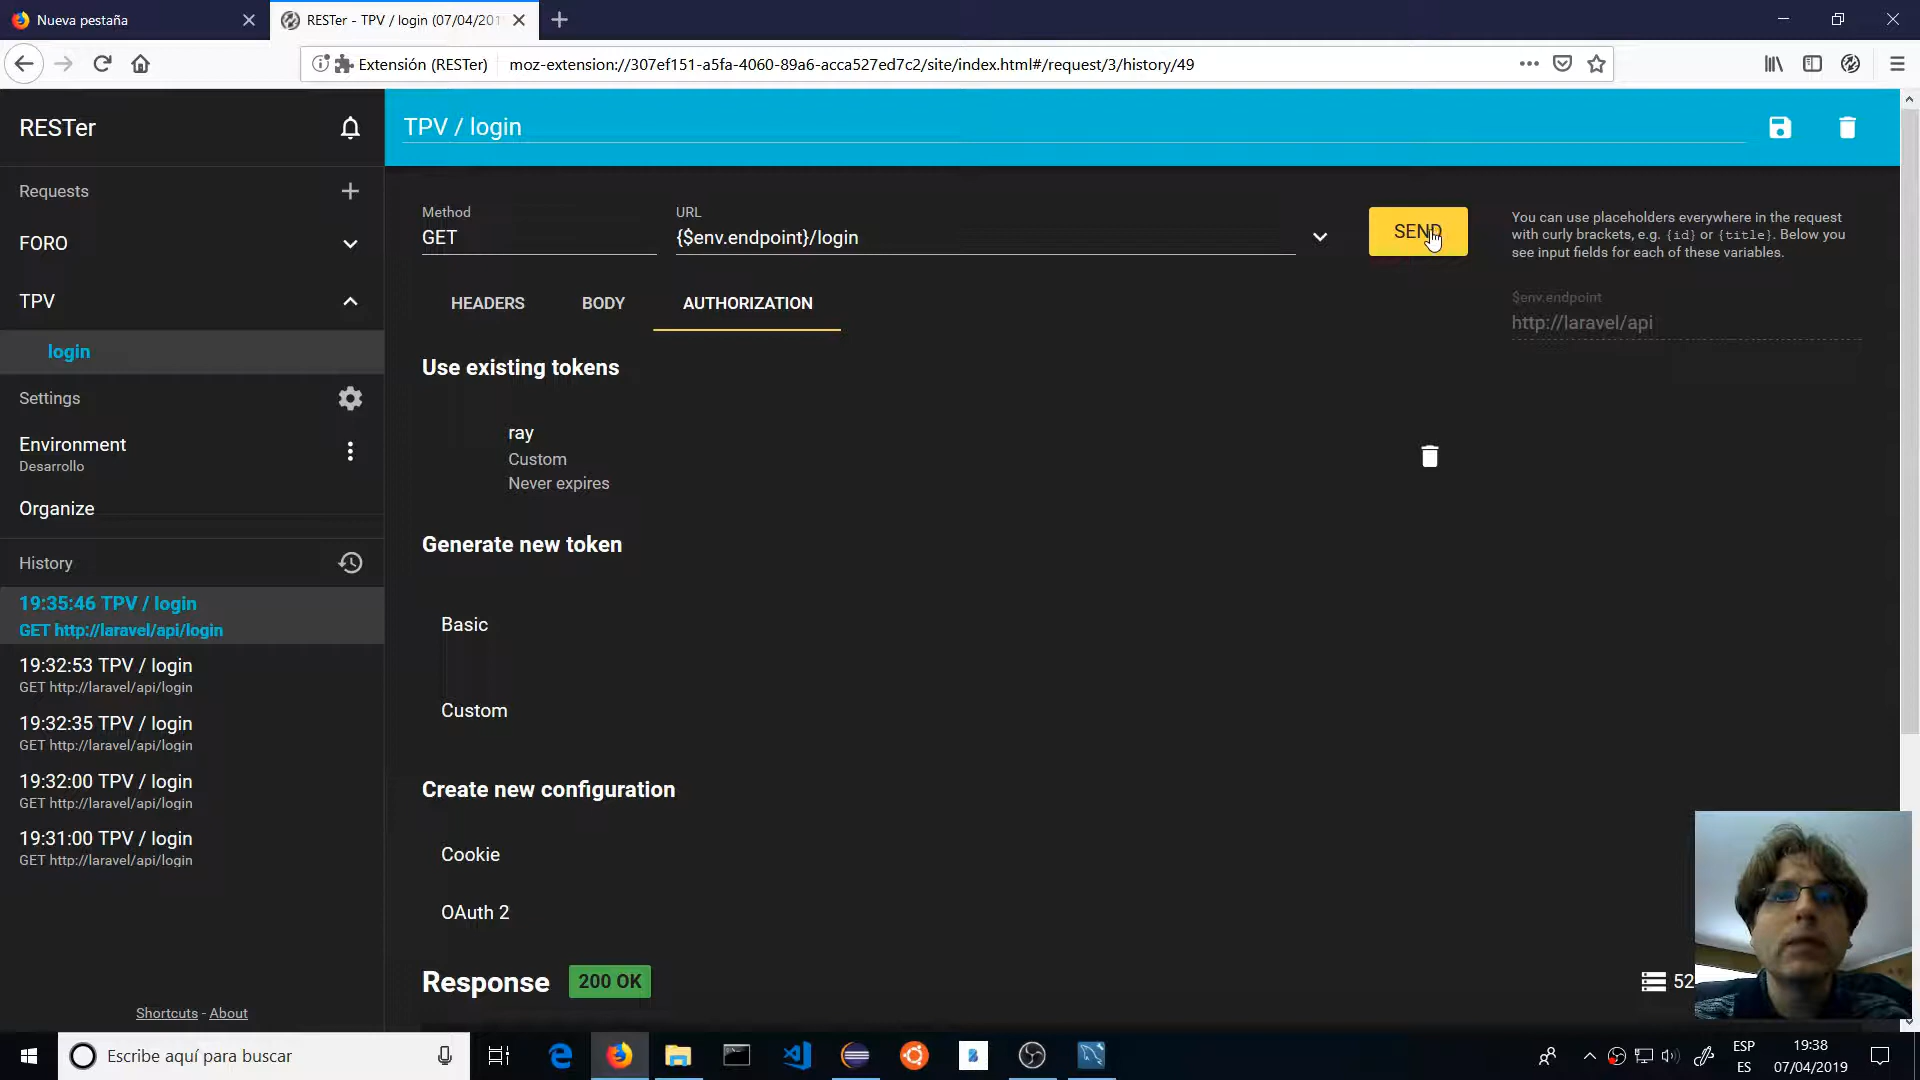 Nueva pestaña
RESTer - TPV / login (07/04/201
Extensión (RESTer)
moz-extension://307ef151-a5fa-4060-89a6-acca527ed7c2/site/index.html#/request/3/history/49
RESTer
TPV / login
Requests
FORO
TPV
login
Settings
Environment
Desarrollo
Organize
History
19:35:46 TPV / login
GET http://laravel/api/login
19:32:53 TPV / login
GET http://laravel/api/login
19:32:35 TPV / login
GET http://laravel/api/login
19:32:00 TPV / login
GET http://laravel/api/login
19:31:00 TPV / login
GET http://laravel/api/login
Shortcuts - About
Method
GET
URL
{$env.endpoint}/login
SEND
You can use placeholders everywhere in the request
with curly brackets, e.g. {id} or {title}. Below you
see input fields for each of these variables.
$env.endpoint
http://laravel/api
HEADERS
BODY
AUTHORIZATION
Use existing tokens
ray
Custom
Never expires
Generate new token
Basic
Custom
Create new configuration
Cookie
OAuth 2
Response
200 OK
52
Escribe aquí para buscar
ESP
ES
19:38
07/04/2019